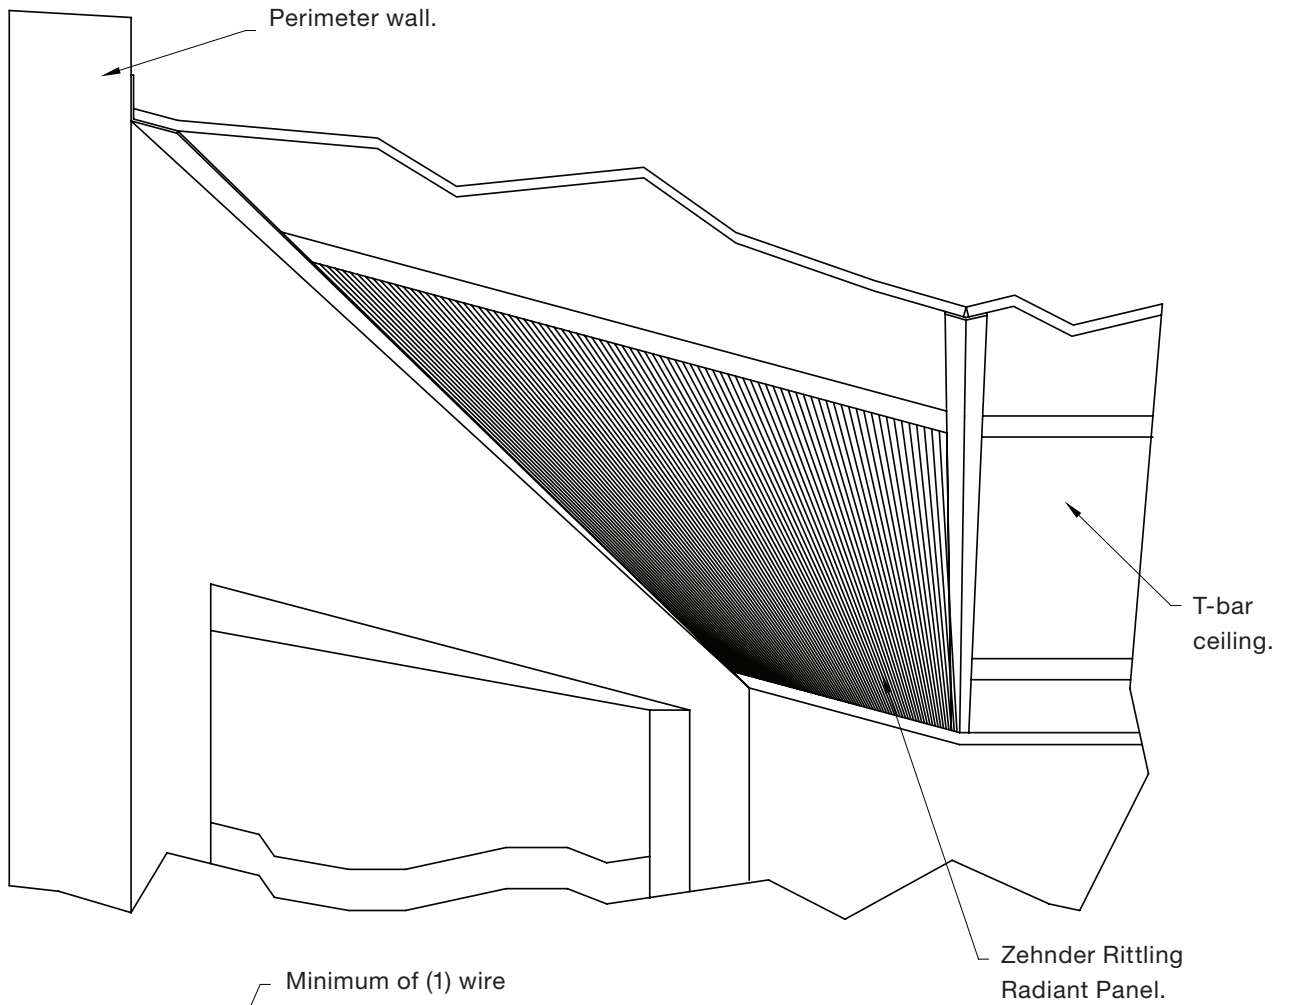 Perimeter wall.
T-bar
ceiling.
Zehnder Rittling
Radiant Panel.
Minimum of (1) wire